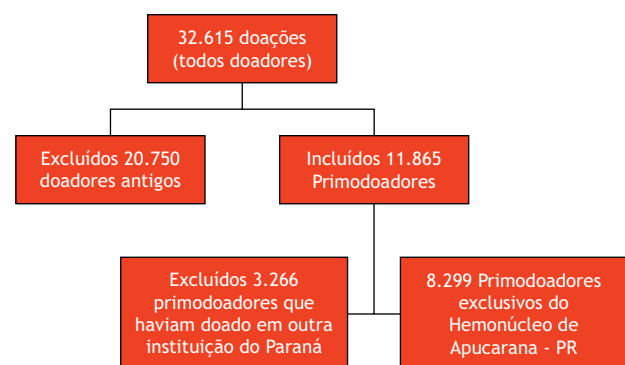 32.615 doações
(todos doadores)
Excluídos 20.750
doadores antigos
Incluídos 11.865
Primodoadores
Excluídos 3.266
primodoadores que
haviam doado em outra
instituição do Paraná
8.299 Primodoadores
exclusivos do
Hemonúcleo de
Apucarana - PR